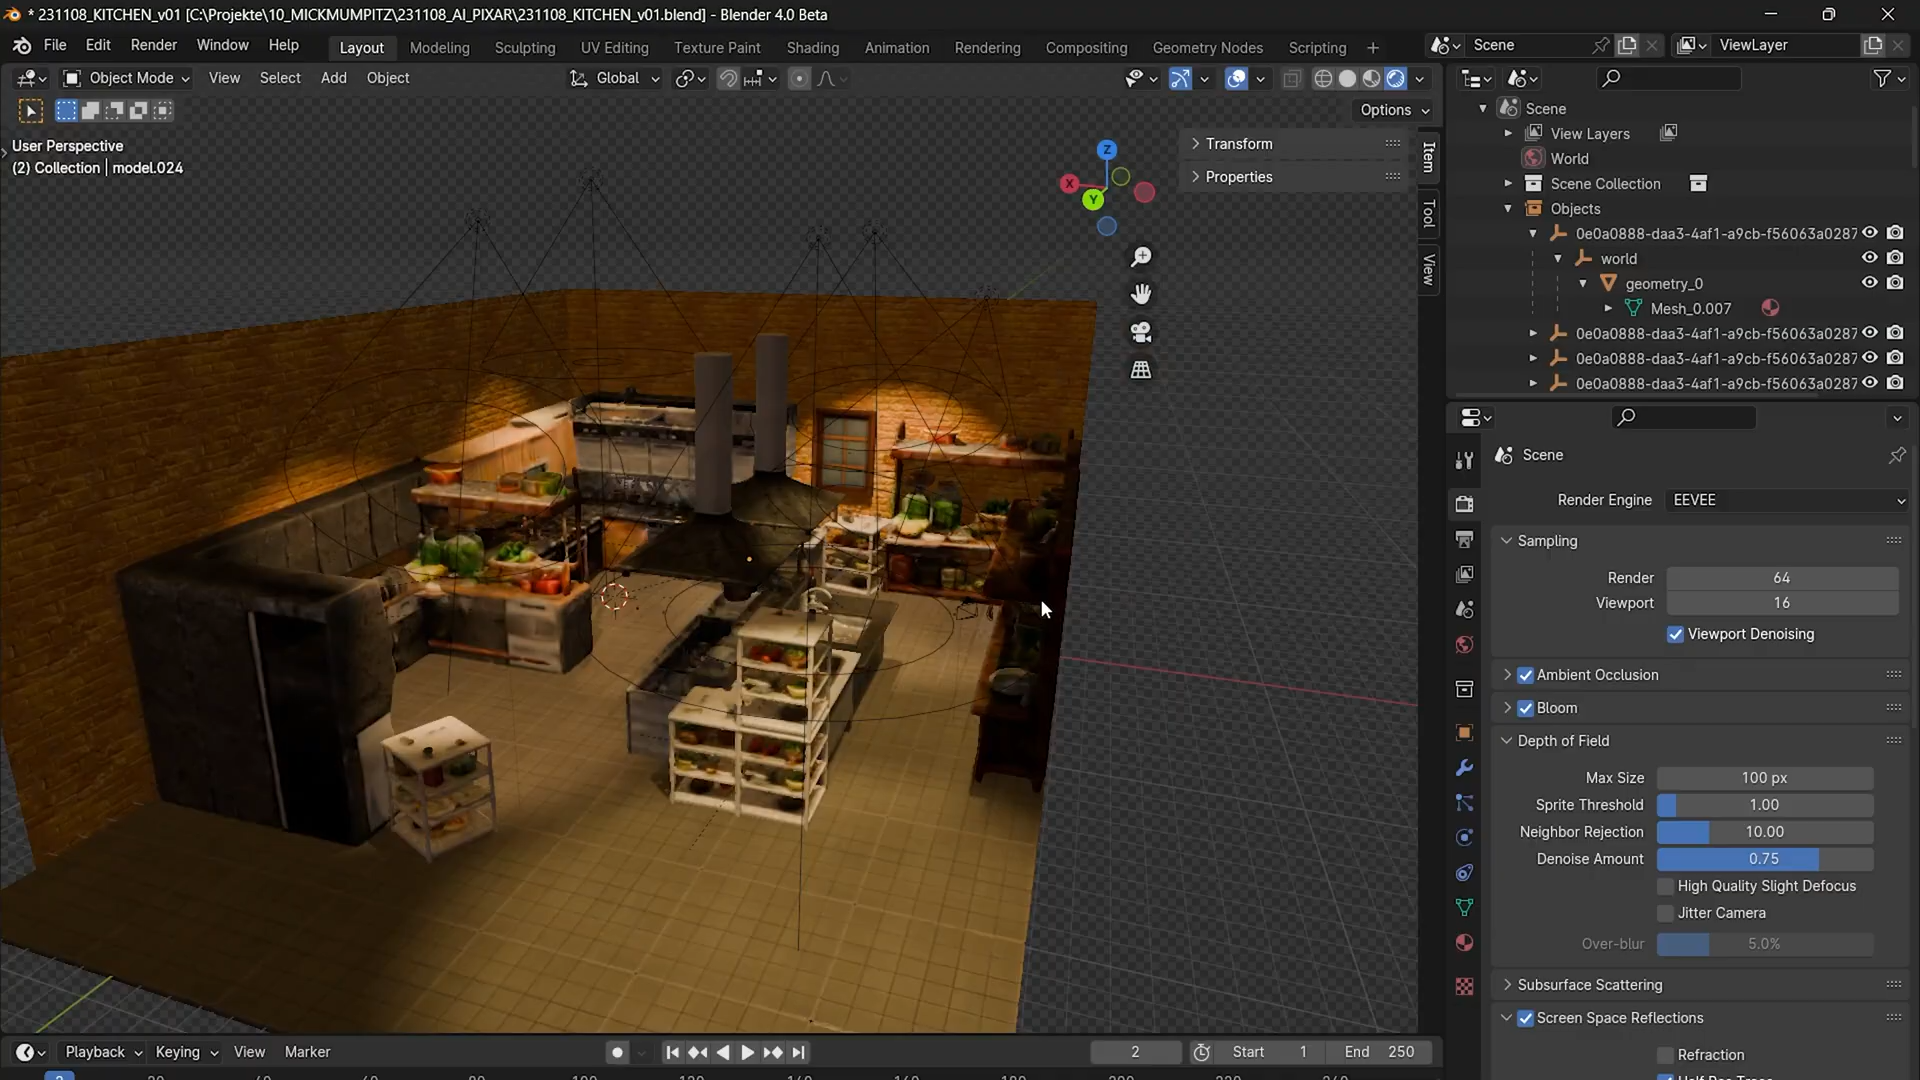 * 231108_KITCHEN_v01 [C:\Projekte\10_MICKMUMPITZ\231108_AI_PIXAR\231108_KITCHEN_v01.blend] - Blender 4.0 Beta
File Edit Render Window Help
Layout Modeling Sculpting UV Editing Texture Paint Shading Animation Rendering Compositing Geometry Nodes Scripting
Scene
ViewLayer
Object Mode View Select Add Object
Global
Options
User Perspective
(2) Collection | model.024
Z
X
Y
Transform
Properties
Item
Tool
View
Scene
View Layers
World
Scene Collection
Objects
0e0a0888-daa3-4af1-a9cb-f56063a0287
world
geometry_0
Mesh_0.007
0e0a0888-daa3-4af1-a9cb-f56063a0287
0e0a0888-daa3-4af1-a9cb-f56063a0287
0e0a0888-daa3-4af1-a9cb-f56063a0287
Scene
Render Engine EEVEE
Sampling
Render 64
Viewport 16
Viewport Denoising
Ambient Occlusion
Bloom
Depth of Field
Max Size 100 px
Sprite Threshold 1.00
Neighbor Rejection 10.00
Denoise Amount 0.75
High Quality Slight Defocus
Jitter Camera
Over-blur 5.0%
Subsurface Scattering
Screen Space Reflections
Refraction
Playback Keying View Marker
2
Start 1
End 250